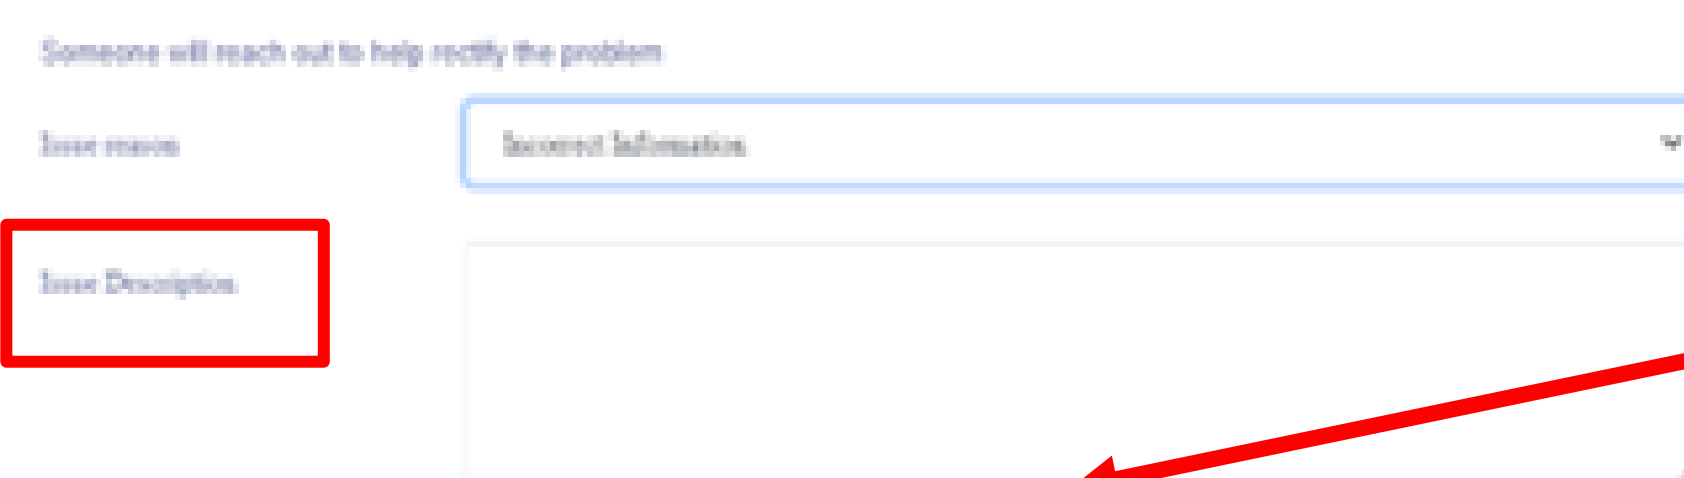 Someone will reach out to help rectify the problem
Issue reason
Incorrect Information
Issue Description